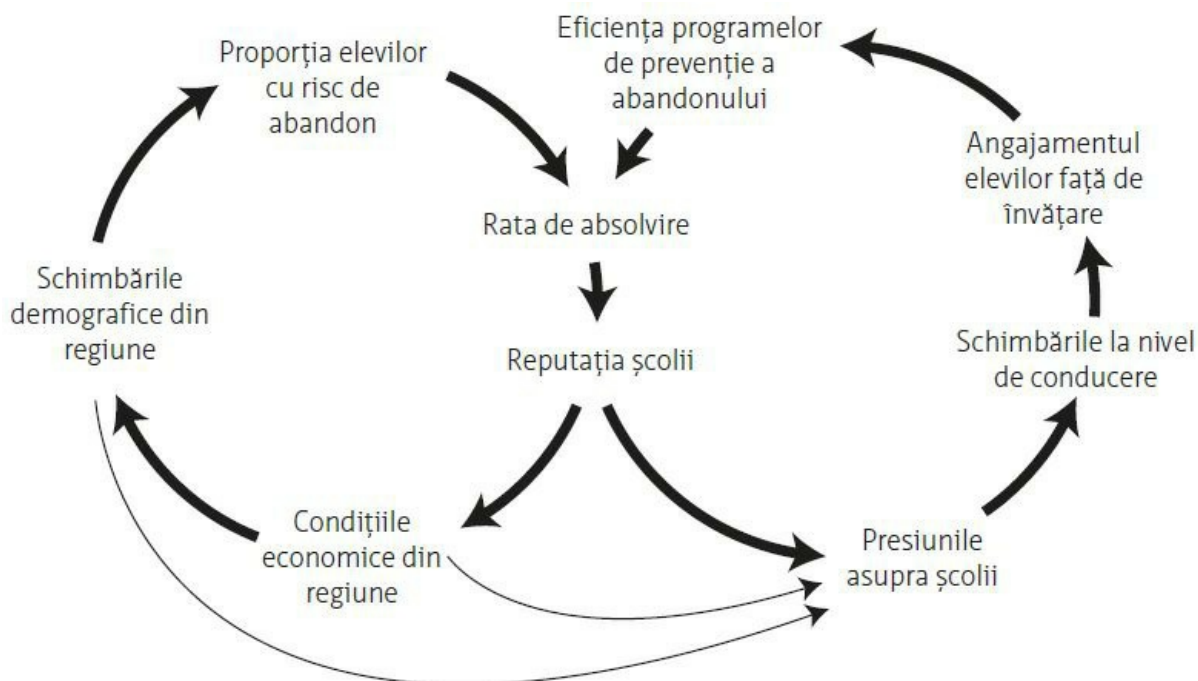 Proporția elevilor
cu risc de
abandon
Eficiența programelor
de prevenție a
abandonului
Angajamentul
elevilor față de
învățare
Rata de absolvire
Schimbările
demografice din
regiune
Schimbările la nivel
de conducere
Reputația școlii
Condițiile
economice din
regiune
Presiunile
asupra școlii